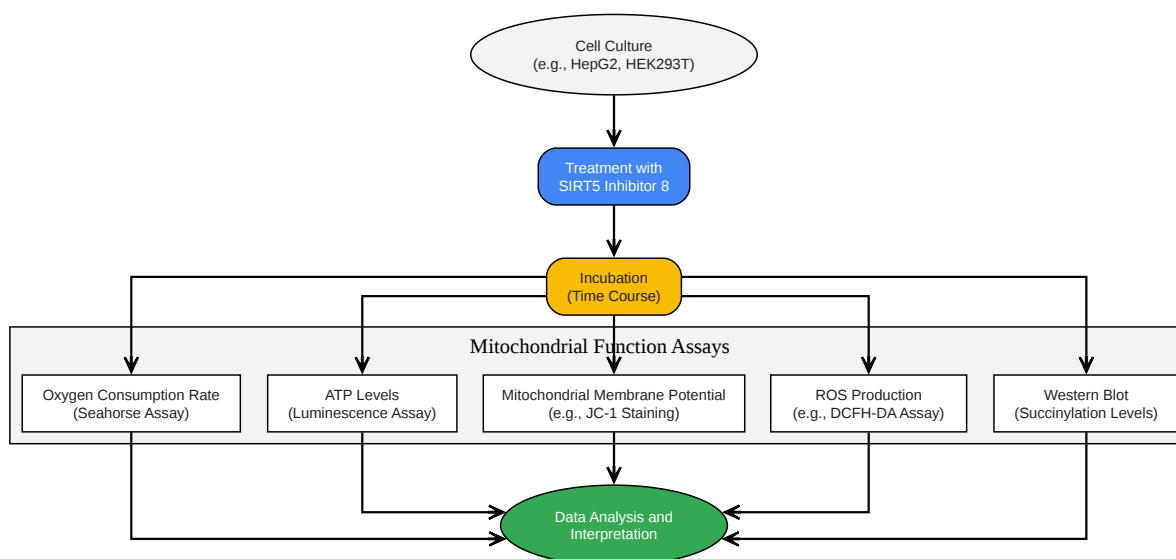 Cell Culture
(e.g., HepG2, HEK293T)
Treatment with
SIRT5 Inhibitor 8
Incubation
(Time Course)
Mitochondrial Function Assays
Oxygen Consumption Rate
(Seahorse Assay)
ATP Levels
(Luminescence Assay)
Mitochondrial Membrane Potential
(e.g., JC-1 Staining)
ROS Production
(e.g., DCFH-DA Assay)
Western Blot
(Succinylation Levels)
Data Analysis and
Interpretation